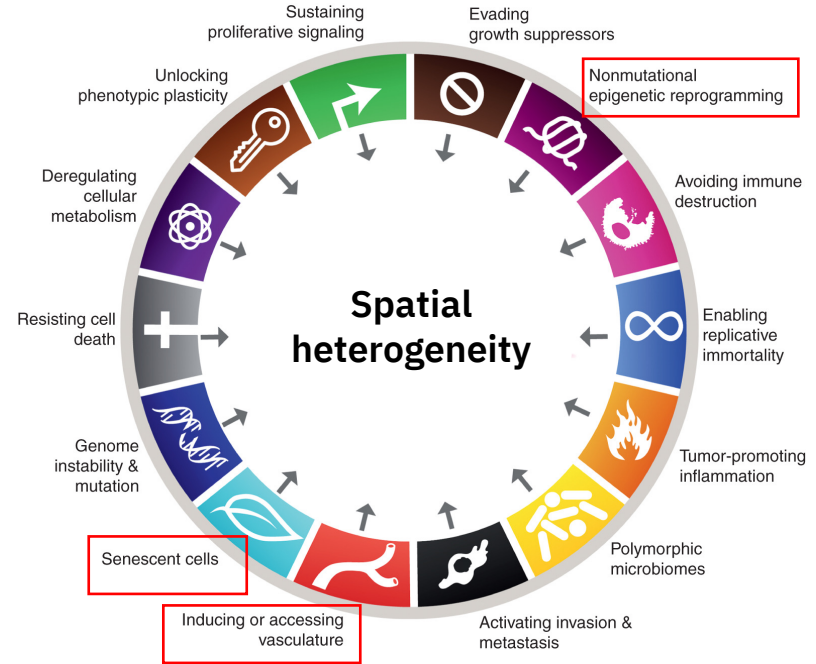 Sustaining
proliferative signaling
Evading
growth suppressors
Nonmutational
epigenetic reprogramming
Avoiding immune
destruction
Enabling
replicative
immortality
Tumor-promoting
inflammation
Polymorphic
microbiomes
Activating invasion &
metastasis
Inducing or accessing
vasculature
Senescent cells
Genome
instability &
mutation
Resisting cell
death
Deregulating
cellular
metabolism
Unlocking
phenotypic plasticity
Spatial
heterogeneity